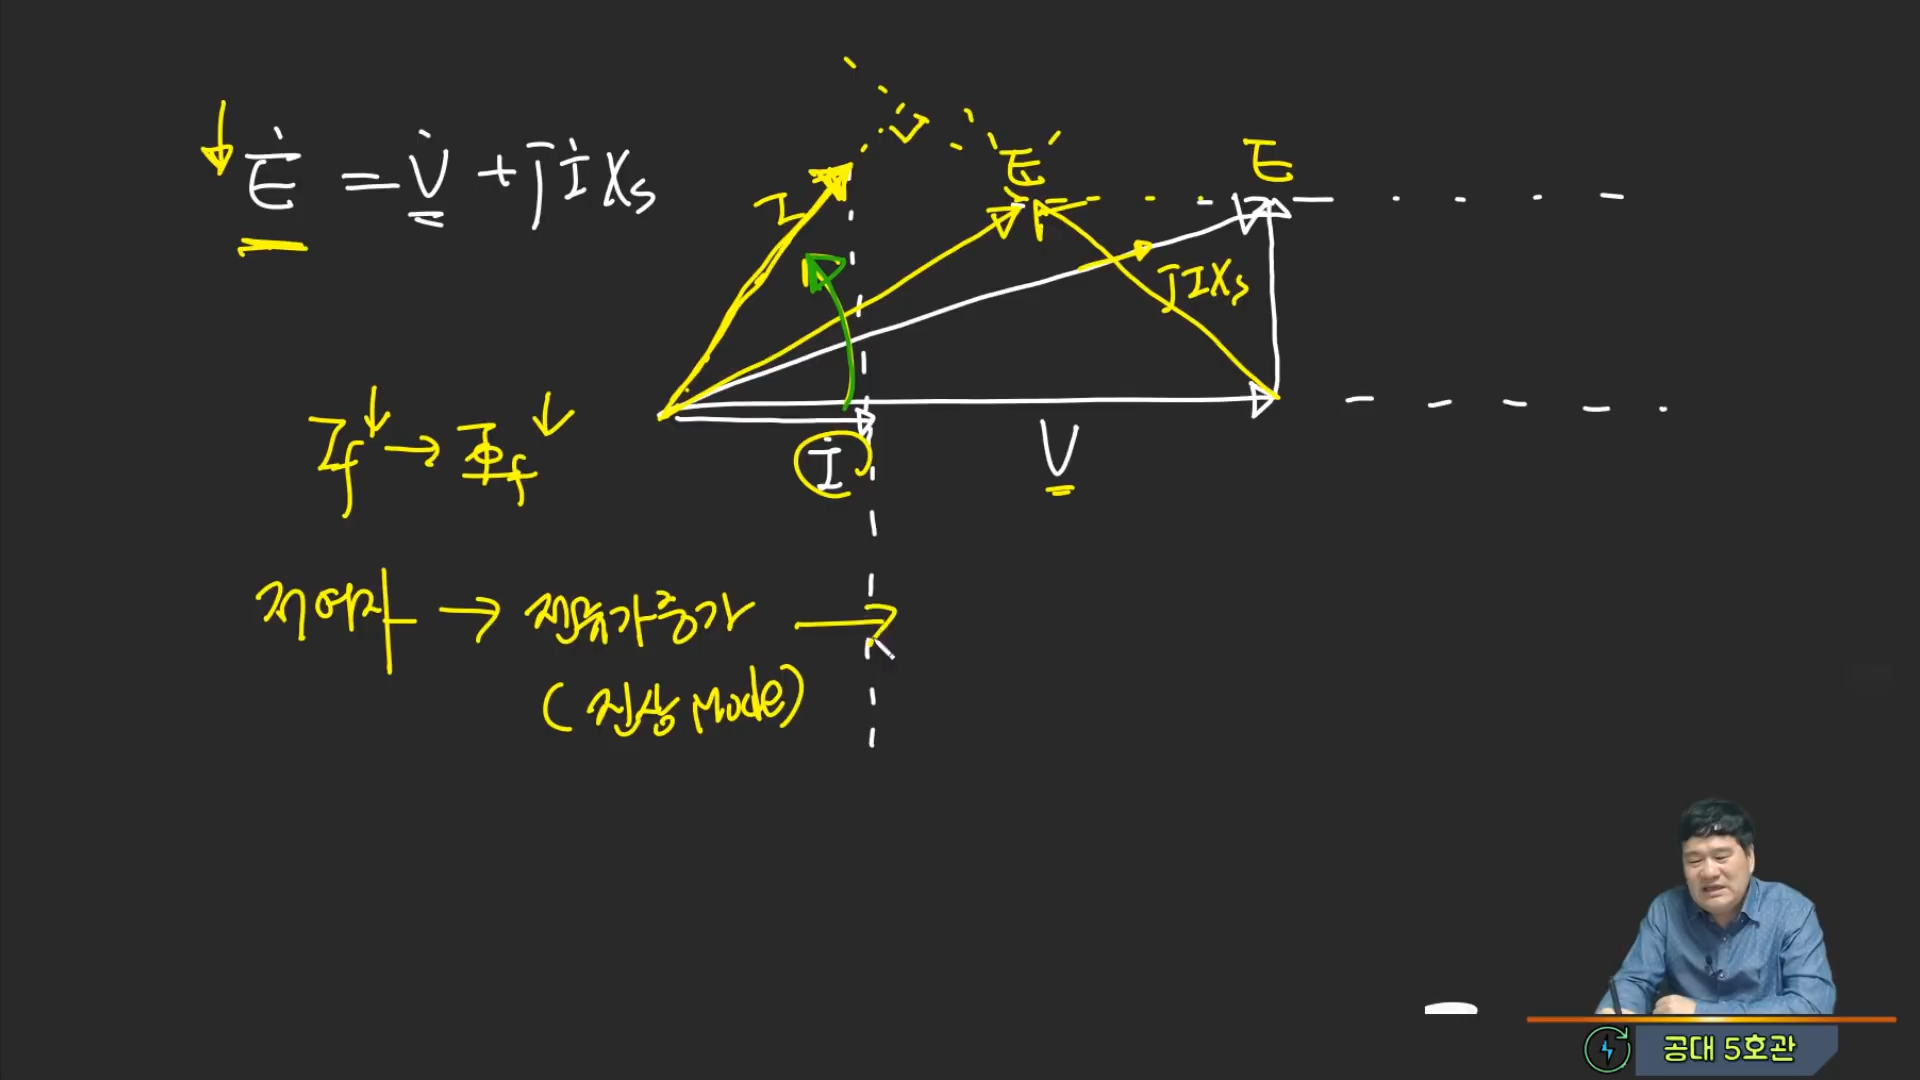 Ė = V̇ + jİXs
E'
E
I
jIXs
If↓ → Φf↓
İ
V
저여자 → 전류가 증가 →
(진상 Mode)
공대 5호관